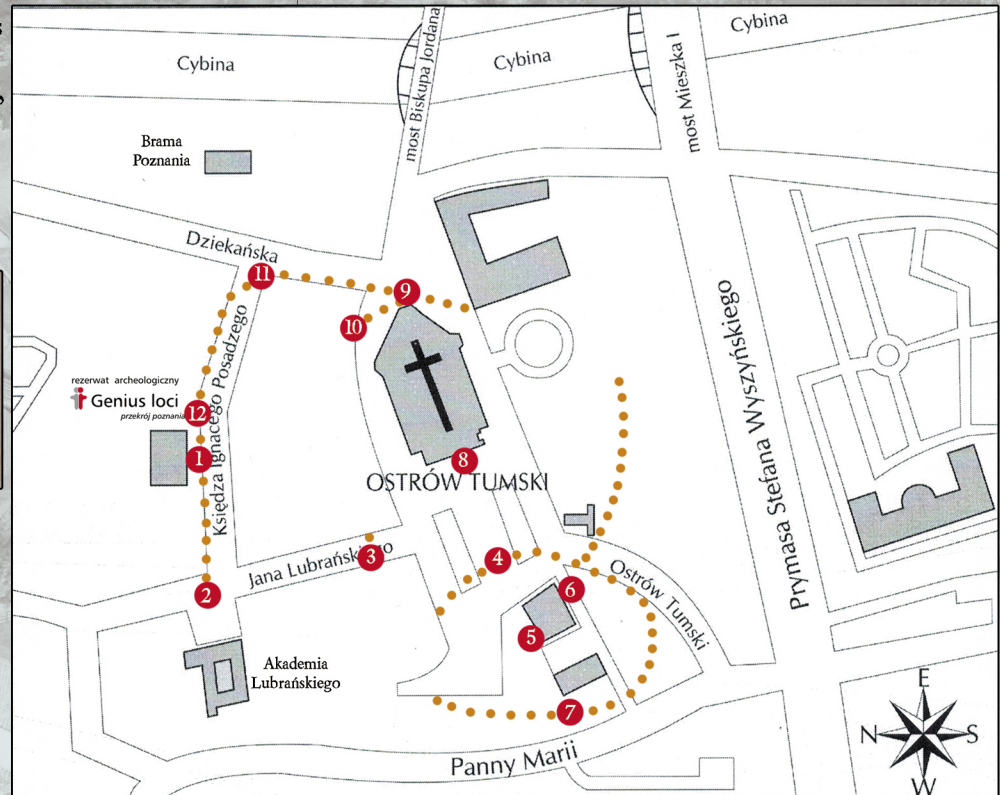 Cybina
most Biskupa Jordana
Cybina
most Mieszka I
Cybina
Brama
Poznania
Dziekańska
11
9
10
rezerwat archeologiczny
Genius loci
przekrój poznania
12
1
Księdza Ignacego Posadzego
8
OSTRÓW TUMSKI
Prymasa Stefana Wyszyńskiego
2
Jana Lubrańskiego
3
4
Ostrów Tumski
6
5
Akademia
Lubrańskiego
7
Panny Marii
E
N
S
W